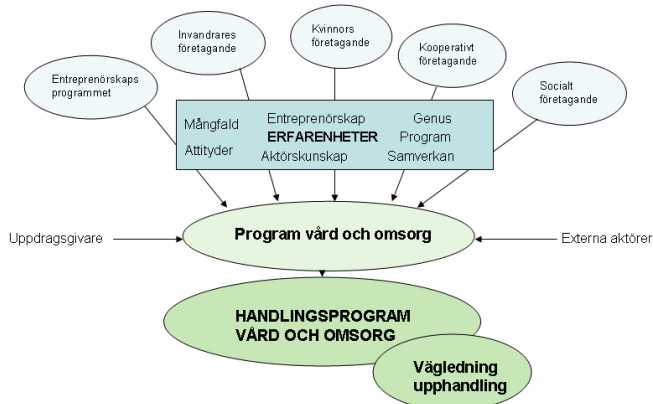 Entreprenörskaps
programmet
Invandrares
företagande
Kvinnors
företagande
Kooperativt
företagande
Socialt
företagande
Mångfald
Attityder
Entreprenörskap
ERFARENHETER
Aktörskunskap
Genus
Program
Samverkan
Uppdragsgivare
Program vård och omsorg
Externa aktörer
HANDLINGSPROGRAM
VÅRD OCH OMSORG
Vägledning
upphandling